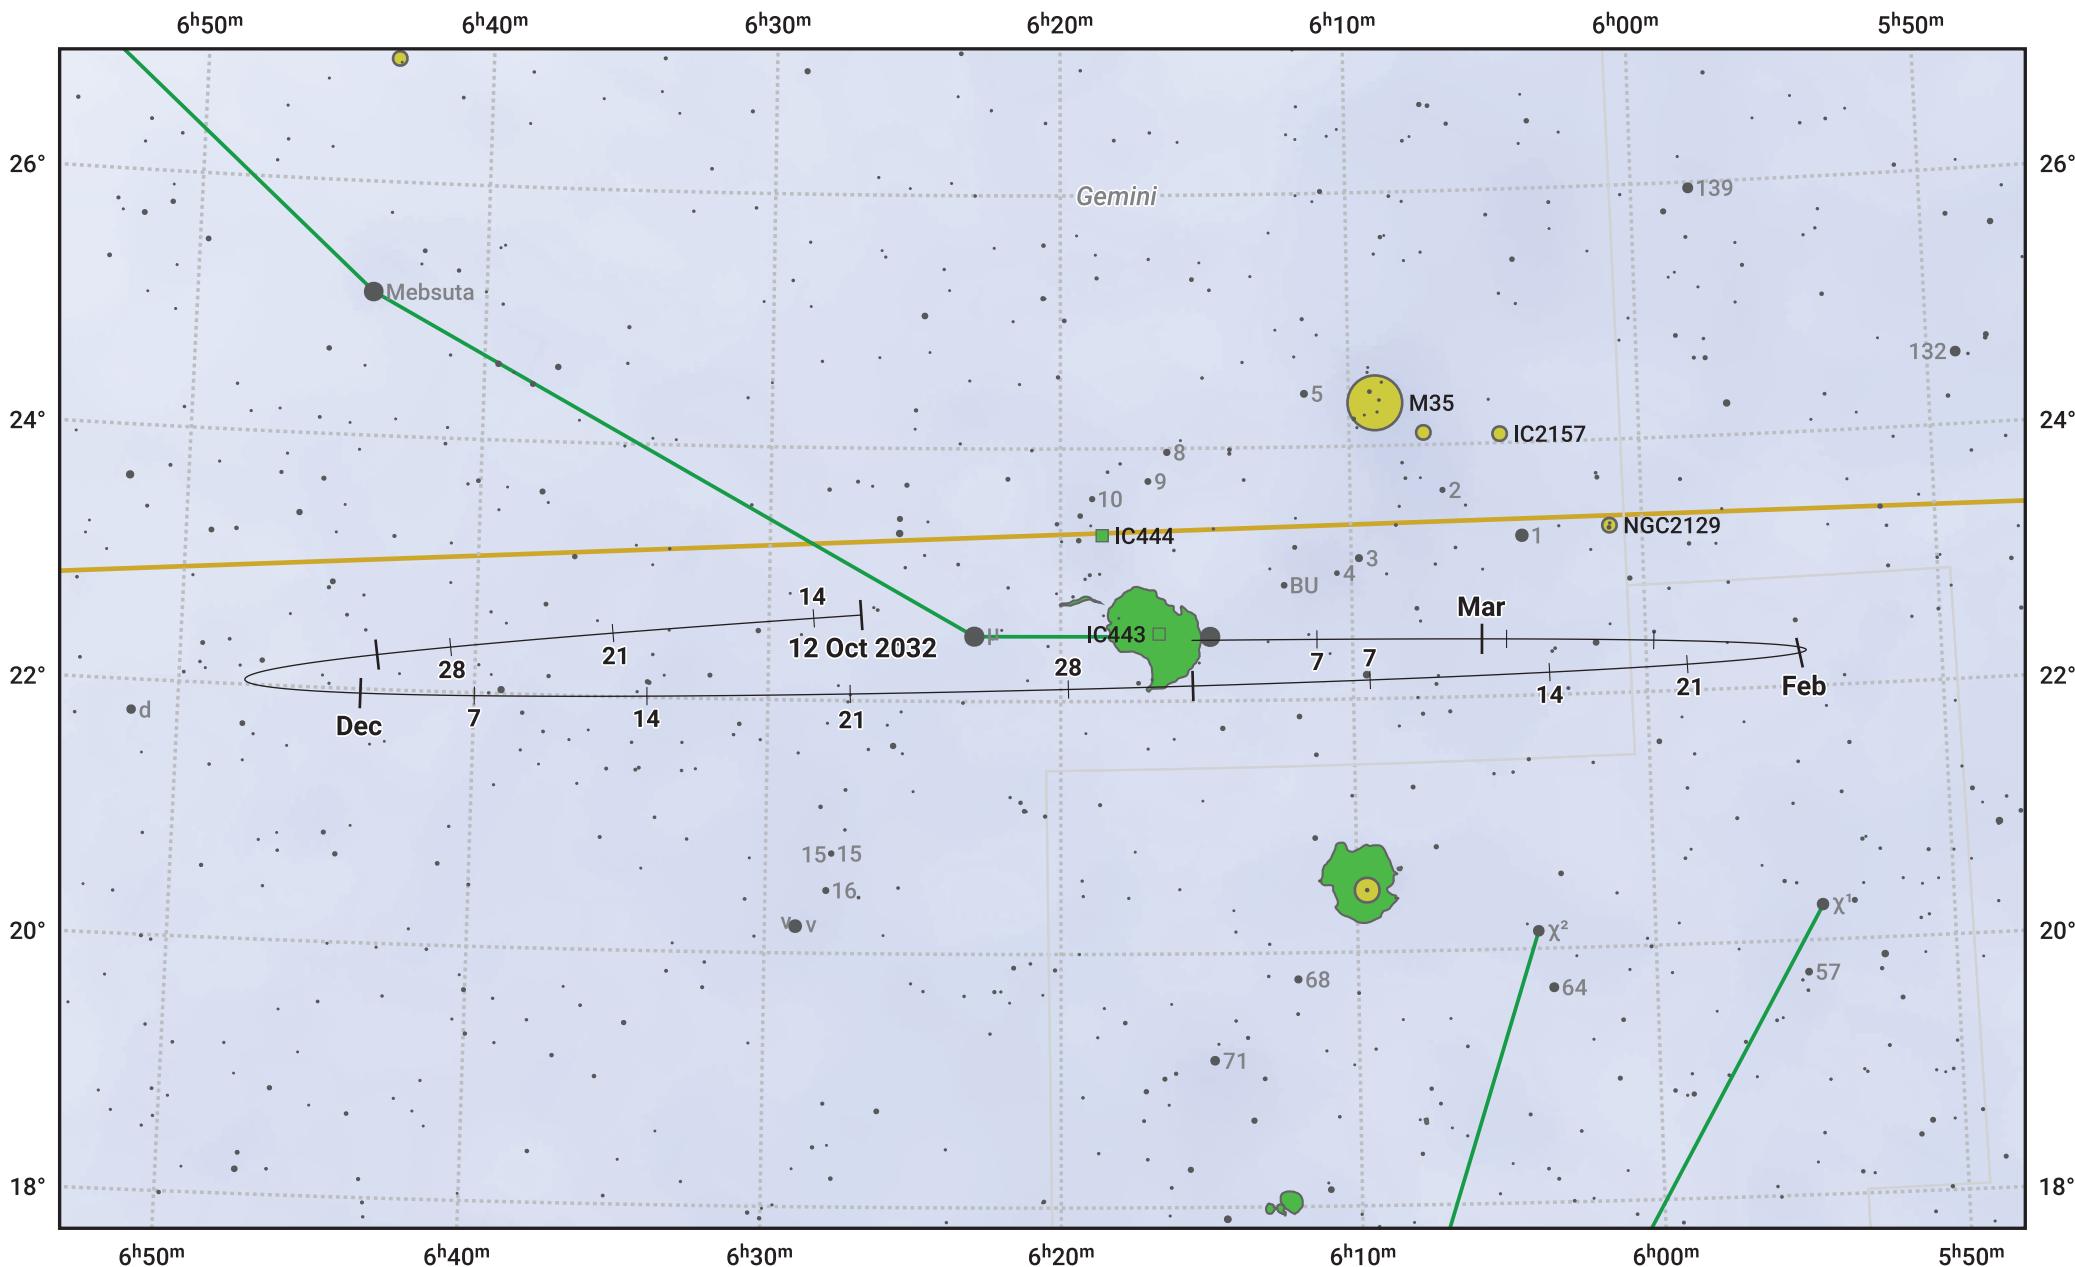 6h50m 6h40m 6h30m 6h20m 6h10m 6h00m 5h50m
26° 26°
139
Gemini
Mebsuta
132
5
M35
24° 24°
IC2157
8
9
2
10
NGC2129
IC444
1
3
4
BU
14
Mar
IC443
μ
12 Oct 2032
21
28
28
7
7
22° 22°
21
Feb
14
d
7
14
21
Dec
15 15
16
χ¹
ν ν
χ²
20° 20°
57
68
64
71
18° 18°
6h50m 6h40m 6h30m 6h20m 6h10m 6h00m 5h50m